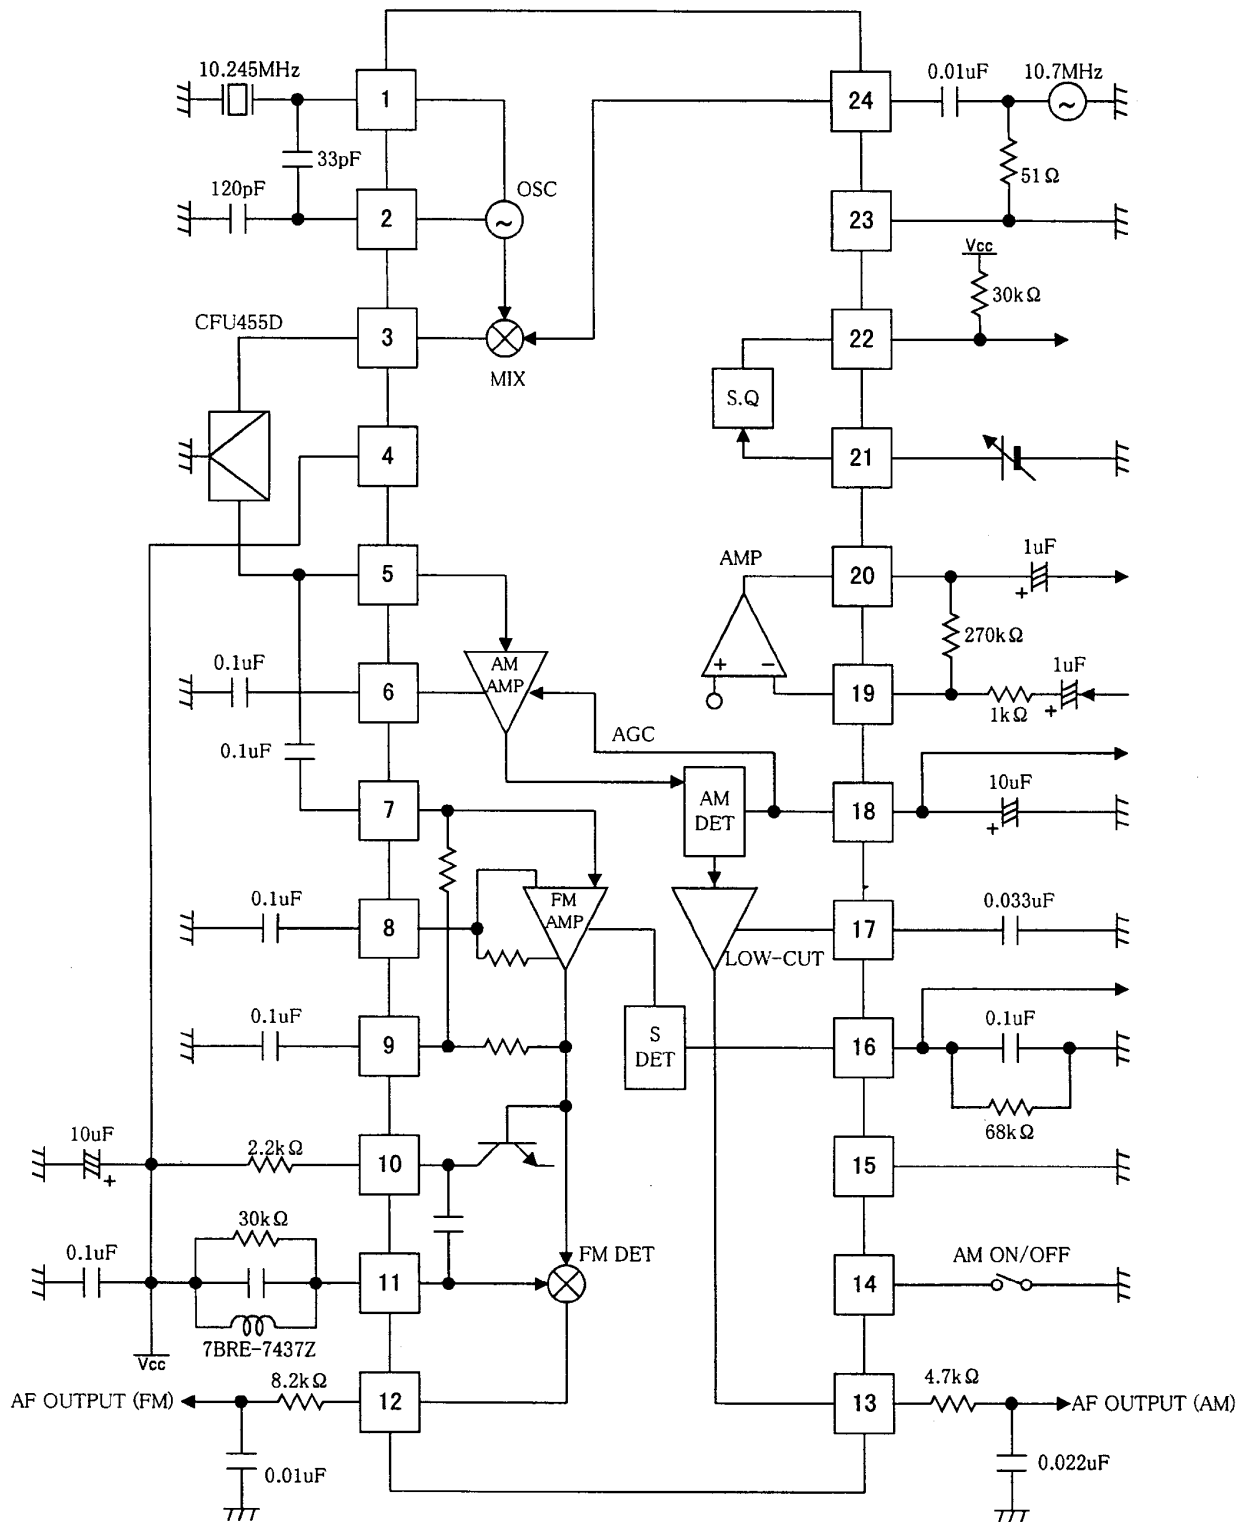 10.245MHz
1
24
0.01uF
10.7MHz
~
33pF
51Ω
120pF
OSC
2
~
23
Vcc
30kΩ
CFU455D
3
MIX
22
S.Q
4
21
AMP
1uF
5
20
+
270kΩ
AM
AMP
0.1uF
6
+
−
19
1uF
1kΩ
+
0.1uF
AGC
7
AM
DET
18
10uF
+
0.1uF
8
FM
AMP
17
0.033uF
LOW-CUT
0.1uF
9
S
DET
16
0.1uF
68kΩ
10uF
+
2.2kΩ
10
15
30kΩ
0.1uF
11
FM DET
14
AM ON/OFF
7BRE-7437Z
Vcc
AF OUTPUT (FM)
8.2kΩ
12
13
4.7kΩ
AF OUTPUT (AM)
0.01uF
0.022uF